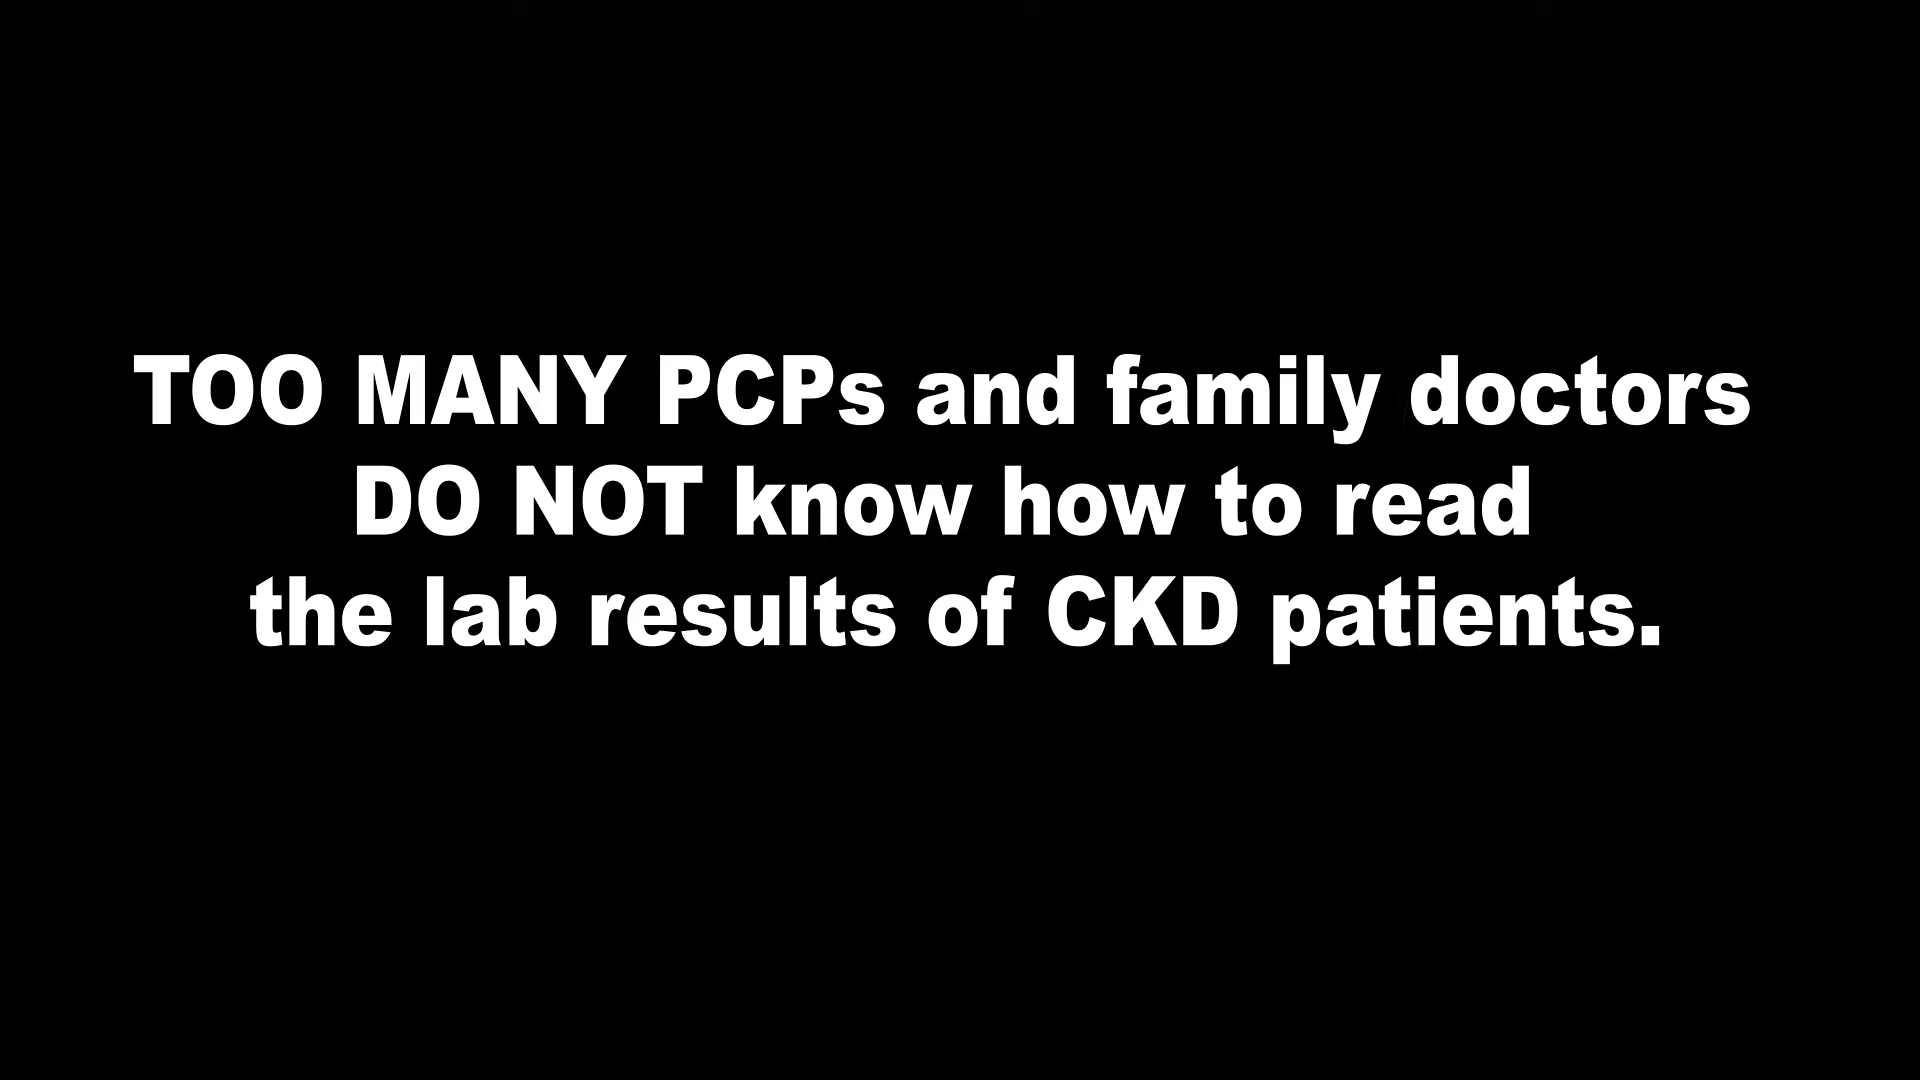 TOO MANY PCPs and family doctors
DO NOT know how to read
the lab results of CKD patients.